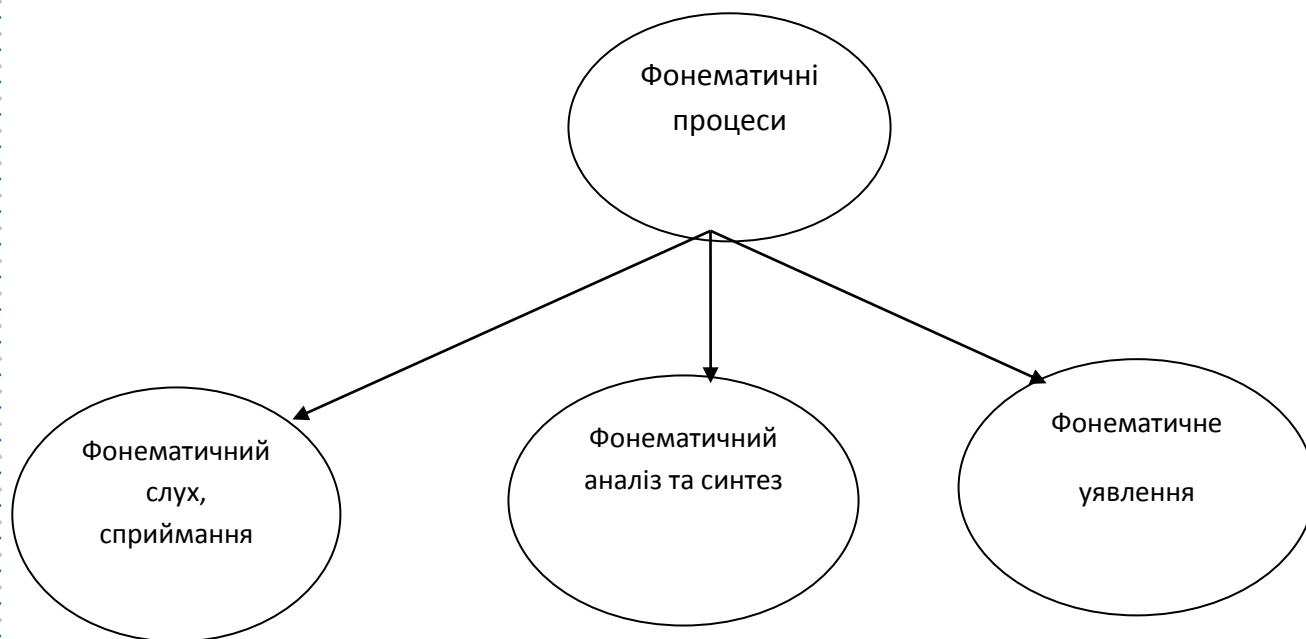 Фонематичні
процеси
Фонематичний
слух,
сприймання
Фонематичний
аналіз та синтез
Фонематичне
уявлення